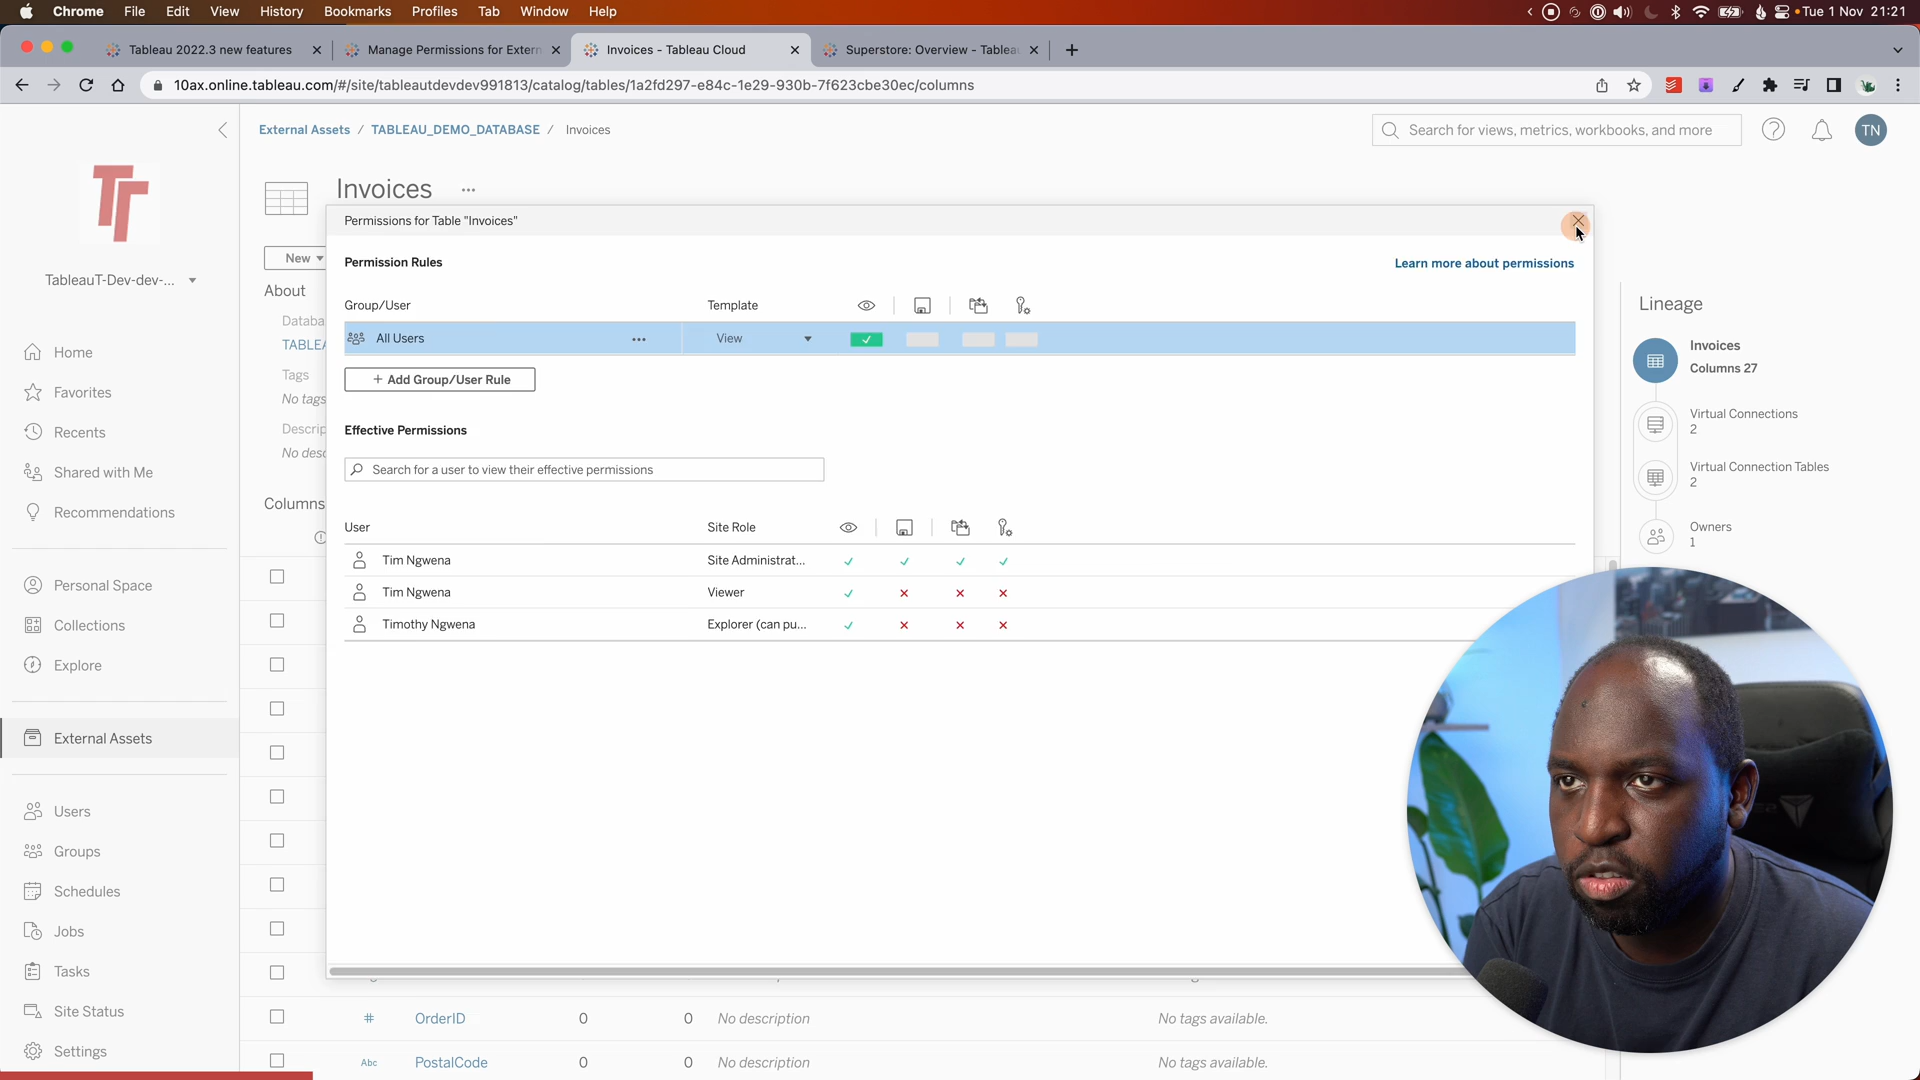 Chrome File Edit View History Bookmarks Profiles Tab Window Help Tue 1 Nov 21:21
Tableau 2022.3 new features Manage Permissions for Extern Invoices - Tableau Cloud Superstore: Overview - Tablea
10ax.online.tableau.com/#/site/tableautdevdev991813/catalog/tables/1a2fd297-e84c-1e29-930b-7f623cbe30ec/columns
External Assets / TABLEAU_DEMO_DATABASE / Invoices
Search for views, metrics, workbooks, and more
TN
Invoices ...
TableauT-Dev-dev-...
Home
Favorites
Recents
Shared with Me
Recommendations
Personal Space
Collections
Explore
External Assets
Users
Groups
Schedules
Jobs
Tasks
Site Status
Settings
New
About
Databa
TABLEA
Tags
No tags
Descrip
No desc
Columns
Permissions for Table "Invoices"
Permission Rules
Learn more about permissions
Group/User Template
All Users ... View
+ Add Group/User Rule
Effective Permissions
Search for a user to view their effective permissions
User Site Role
Tim Ngwena Site Administrat...
Tim Ngwena Viewer
Timothy Ngwena Explorer (can pu...
# OrderID 0 0 No description No tags available.
Abc PostalCode 0 0 No description No tags available.
Lineage
Invoices
Columns 27
Virtual Connections
2
Virtual Connection Tables
2
Owners
1